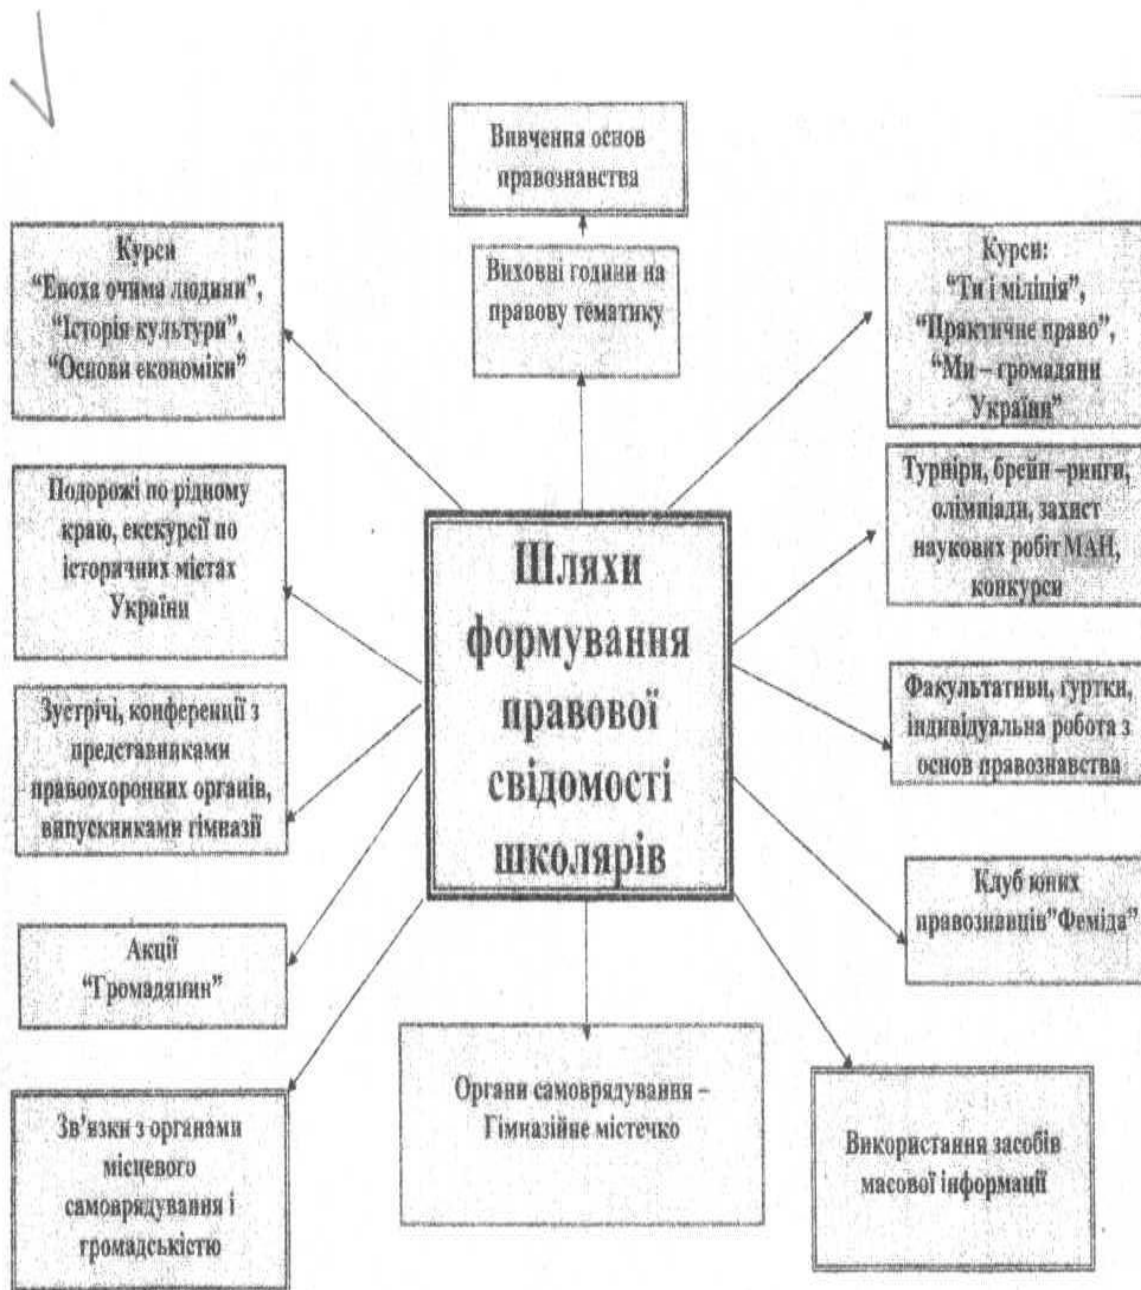 Вивчення основ
правознавства
Виховні години на
правову тематику
Курси
“Епоха очима людини”,
“Історія культури”,
“Основи економіки”
Курси:
“Ти і міліція”,
“Практичне право”,
“Ми – громадяни
України”
Подорожі по рідному
краю, екскурсії по
історичних містах
України
Турніри, брейн –ринги,
олімпіади, захист
наукових робіт МАН,
конкурси
Шляхи
формування
правової
свідомості
школярів
Зустрічі, конференції з
представниками
правоохоронних органів,
випускниками гімназії
Факультативи, гуртки,
індивідуальна робота з
основ правознавства
Акції
“Громадянин”
Клуб юних
правознавців”Феміда”
Зв’язки з органами
місцевого
самоврядування і
громадськістю
Органи самоврядування –
Гімназійне містечко
Використання засобів
масової інформації